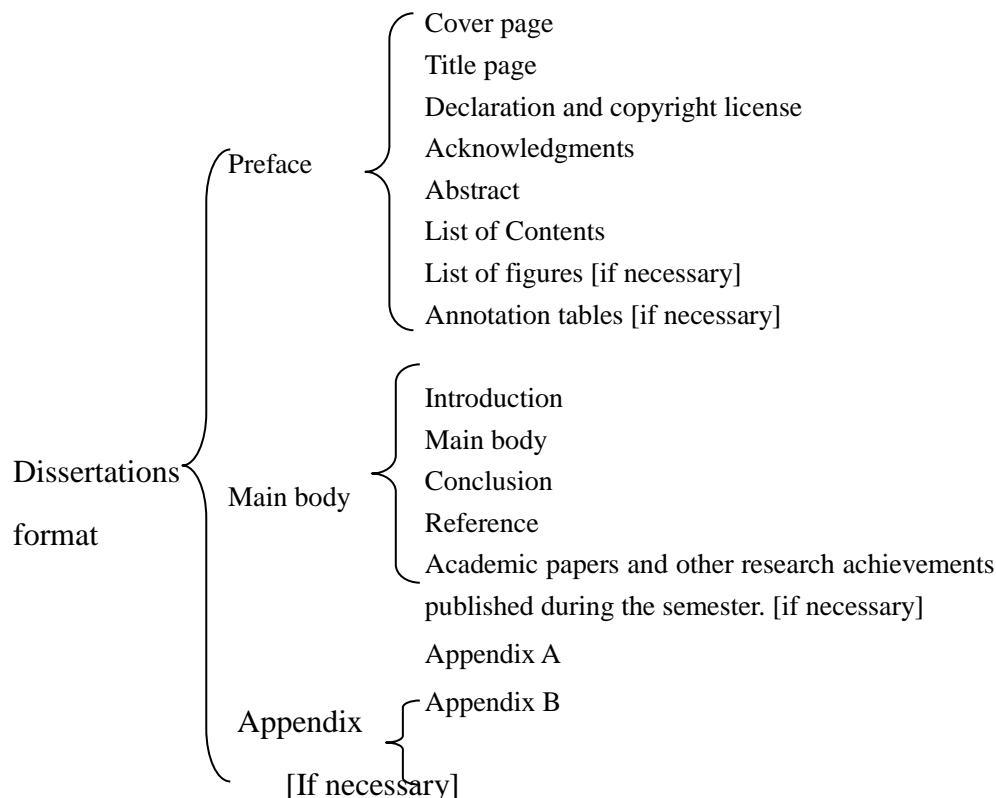 Cover page
Title page
Declaration and copyright license
Preface
Acknowledgments
Abstract
List of Contents
List of figures [if necessary]
Annotation tables [if necessary]
Dissertations
format
Main body
Introduction
Main body
Conclusion
Reference
Academic papers and other research achievements
published during the semester. [if necessary]
Appendix
[If necessary]
Appendix A
Appendix B